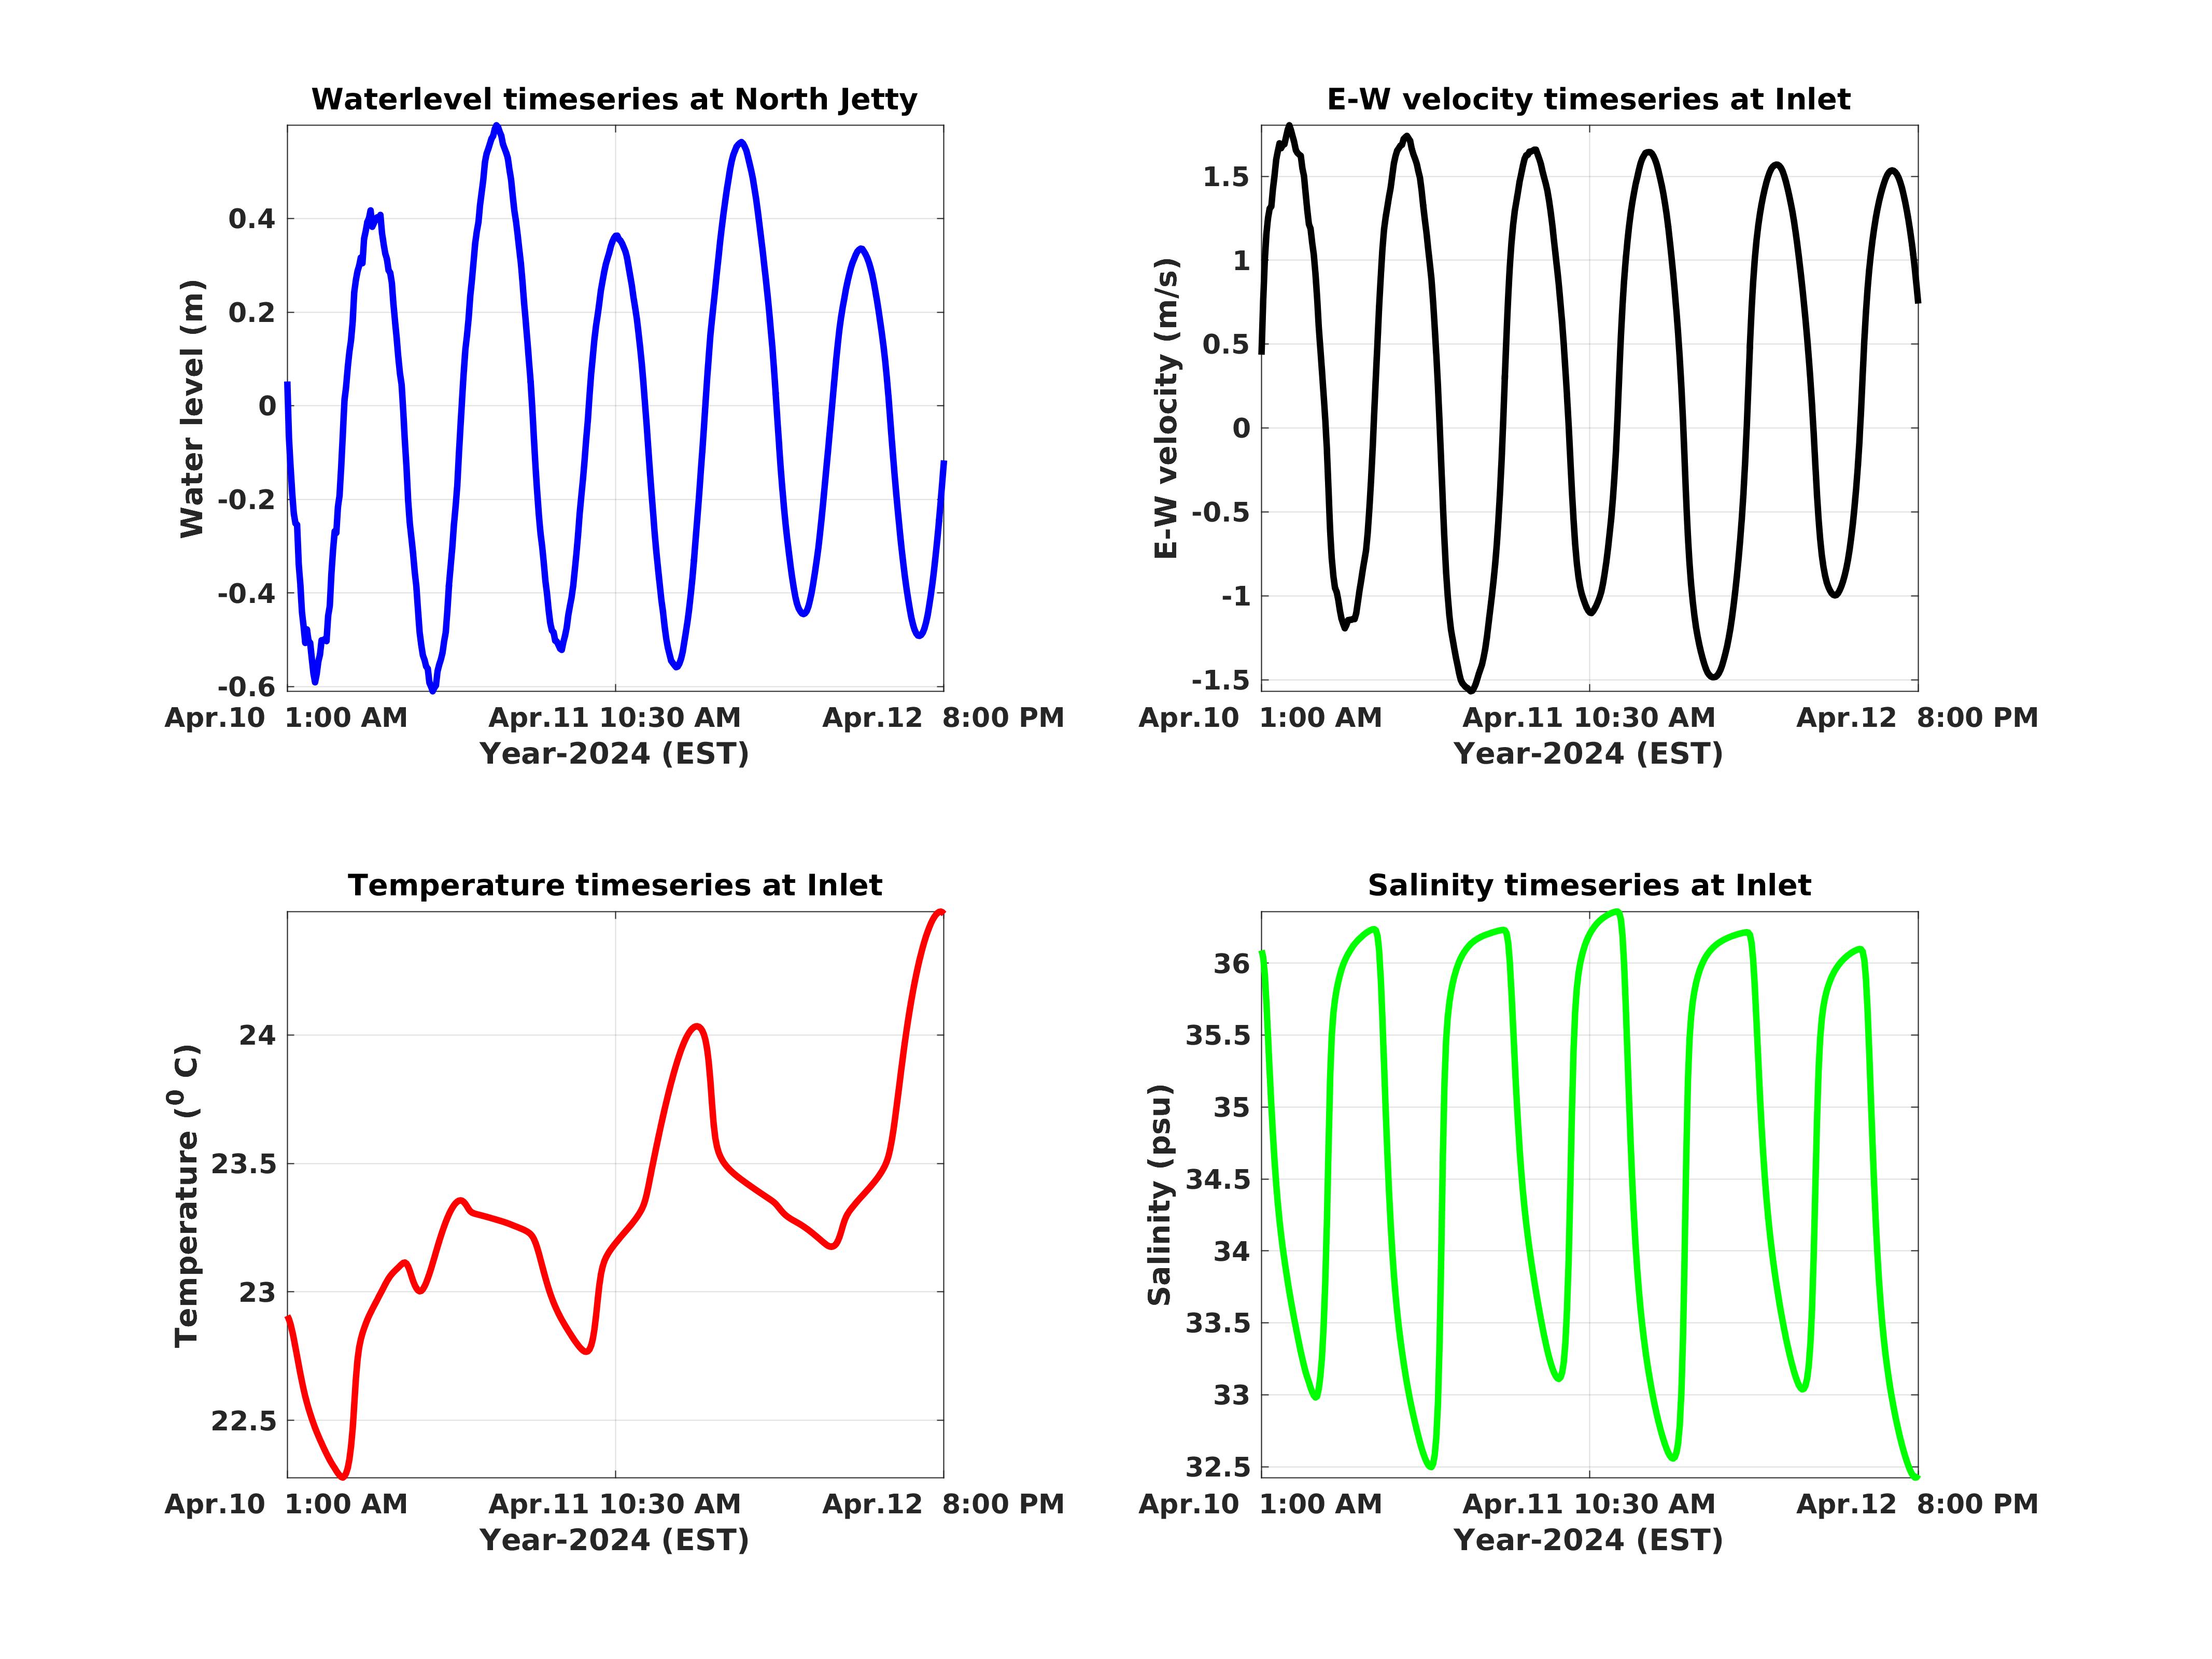 Waterlevel timeseries at North Jetty
Water level (m)
0.4
0.2
0
-0.2
-0.4
-0.6
Apr.10 1:00 AM Apr.11 10:30 AM Apr.12 8:00 PM
Year-2024 (EST)
E-W velocity timeseries at Inlet
E-W velocity (m/s)
1.5
1
0.5
0
-0.5
-1
-1.5
Apr.10 1:00 AM Apr.11 10:30 AM Apr.12 8:00 PM
Year-2024 (EST)
Temperature timeseries at Inlet
Temperature (⁰ C)
24
23.5
23
22.5
Apr.10 1:00 AM Apr.11 10:30 AM Apr.12 8:00 PM
Year-2024 (EST)
Salinity timeseries at Inlet
Salinity (psu)
36
35.5
35
34.5
34
33.5
33
32.5
Apr.10 1:00 AM Apr.11 10:30 AM Apr.12 8:00 PM
Year-2024 (EST)